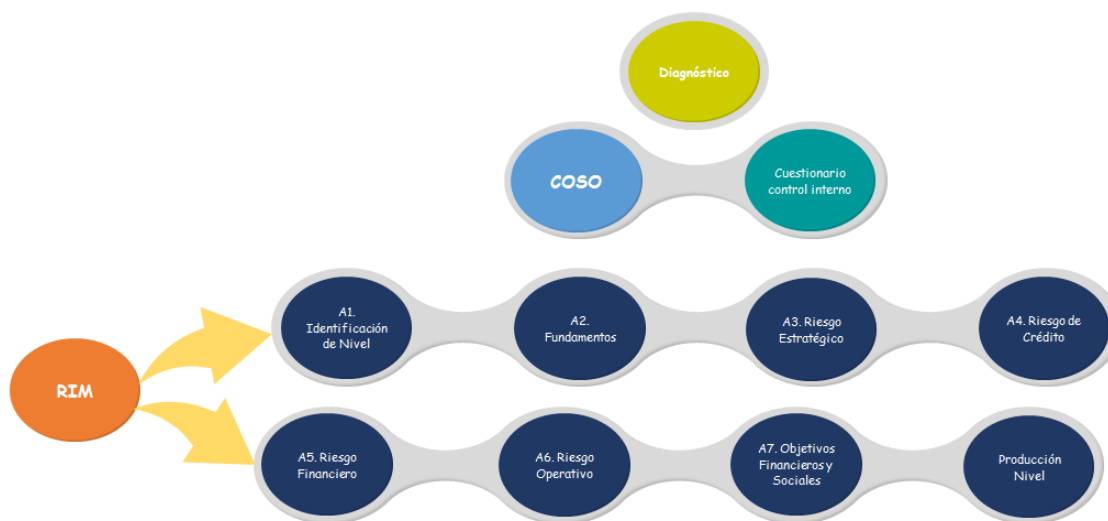 Diagnóstico
COSO
Cuestionario
control interno
A1.
Identificación
de Nivel
A2.
Fundamentos
A3. Riesgo
Estratégico
A4. Riesgo de
Crédito
RIM
A5. Riesgo
Financiero
A6. Riesgo
Operativo
A7. Objetivos
Financieros y
Sociales
Producción
Nivel